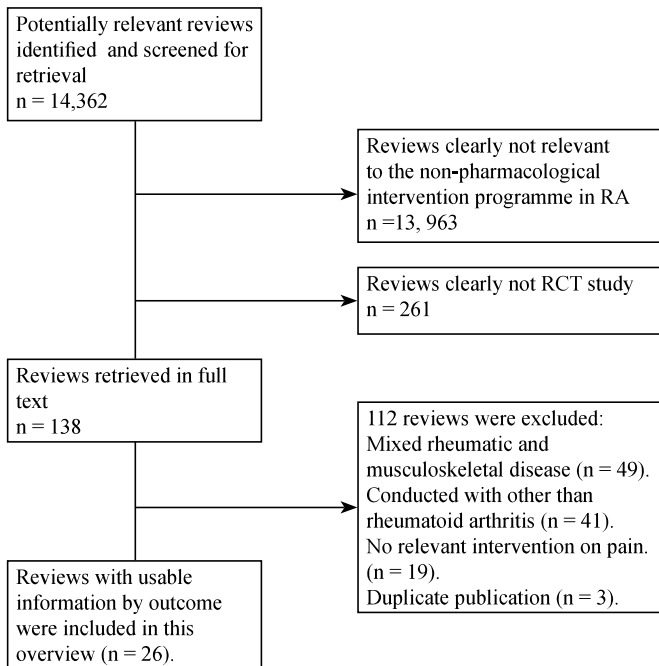 Potentially relevant reviews
identified  and screened for
retrieval
n = 14,362
Reviews clearly not relevant
to the non-pharmacological
intervention programme in RA
n =13, 963
Reviews clearly not RCT study
n = 261
Reviews retrieved in full
text
n = 138
112 reviews were excluded:
Mixed rheumatic and
musculoskeletal disease (n = 49).
Conducted with other than
rheumatoid arthritis (n = 41).
No relevant intervention on pain.
(n = 19).
Duplicate publication (n = 3).
Reviews with usable
information by outcome
were included in this
overview (n = 26).